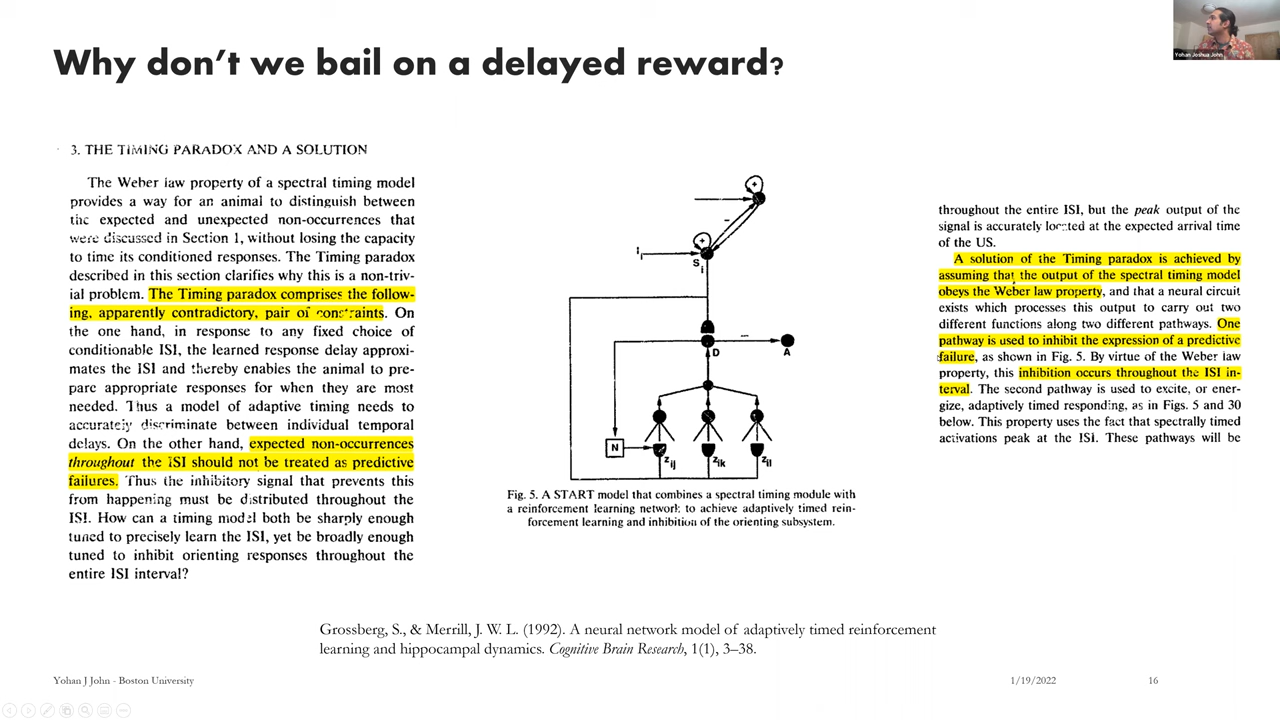 Yohan Joshua John
Why don't we bail on a delayed reward?
3. THE TIMING PARADOX AND A SOLUTION
The Weber law property of a spectral timing model
provides a way for an animal to distinguish between
the expected and unexpected non-occurrences that
were discussed in Section 1, without losing the capacity
to time its conditioned responses. The Timing paradox
described in this section clarifies why this is a non-triv-
ial problem. The Timing paradox comprises the follow-
ing, apparently contradictory, pair of constraints. On
the one hand, in response to any fixed choice of
conditionable ISI, the learned response delay approxi-
mates the ISI and thereby enables the animal to pre-
pare appropriate responses for when they are most
needed. Thus a model of adaptive timing needs to
accurately discriminate between individual temporal
delays. On the other hand, expected non-occurrences
throughout the ISI should not be treated as predictive
failures. Thus the inhibitory signal that prevents this
from happening must be distributed throughout the
ISI. How can a timing model both be sharply enough
tuned to precisely learn the ISI, yet be broadly enough
tuned to inhibit orienting responses throughout the
entire ISI interval?
+
−
+
I_i
S_i
D
−
A
N
z_ij
z_ik
z_il
Fig. 5. A START model that combines a spectral timing module with
a reinforcement learning network to achieve adaptively timed rein-
forcement learning and inhibition of the orienting subsystem.
throughout the entire ISI, but the peak output of the
signal is accurately located at the expected arrival time
of the US.
A solution of the Timing paradox is achieved by
assuming that the output of the spectral timing model
obeys the Weber law property, and that a neural circuit
exists which processes this output to carry out two
different functions along two different pathways. One
pathway is used to inhibit the expression of a predictive
failure, as shown in Fig. 5. By virtue of the Weber law
property, this inhibition occurs throughout the ISI in-
terval. The second pathway is used to excite, or ener-
gize, adaptively timed responding, as in Figs. 5 and 30
below. This property uses the fact that spectrally timed
activations peak at the ISI. These pathways will be
Grossberg, S., & Merrill, J. W. L. (1992). A neural network model of adaptively timed reinforcement
learning and hippocampal dynamics. Cognitive Brain Research, 1(1), 3–38.
Yohan J John - Boston University
1/19/2022
16